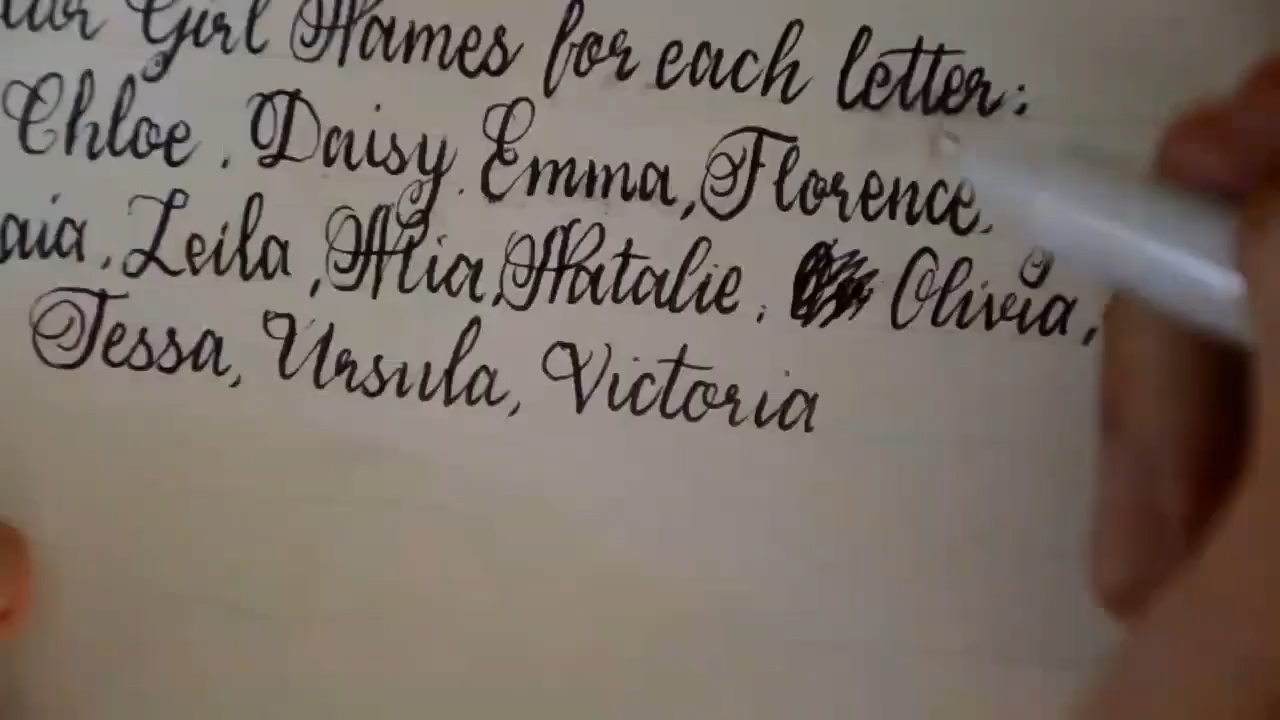 Girl Names for each letter:
Chloe, Daisy, Emma, Florence,
Leila, Mia, Natalie, Olivia,
Tessa, Ursula, Victoria